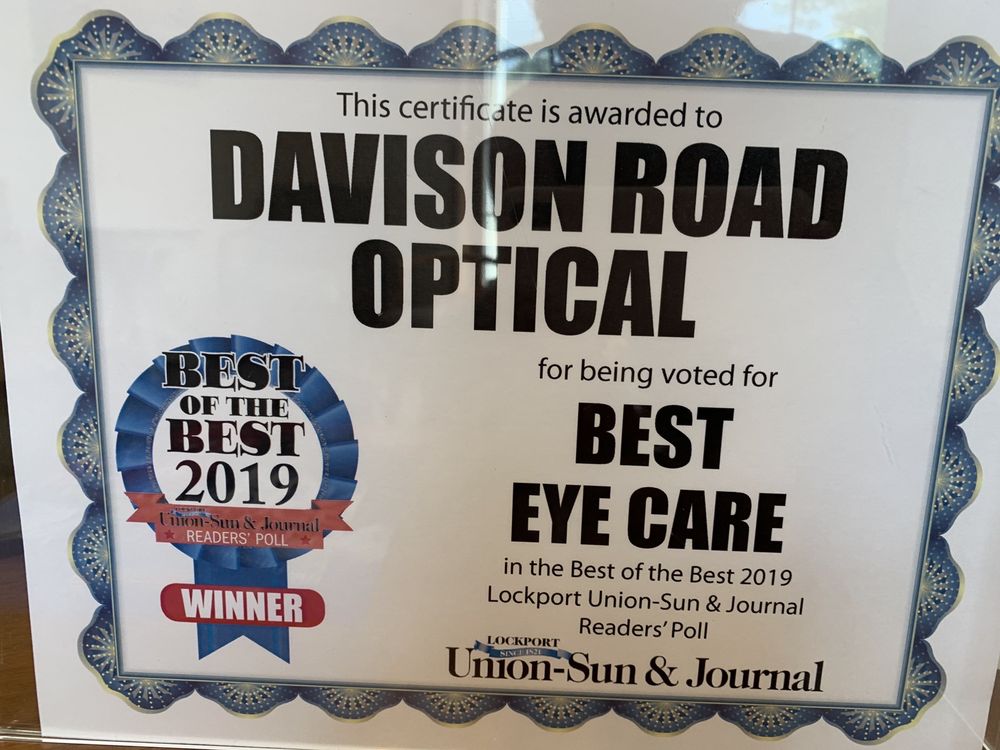 This certificate is awarded to
DAVISON ROAD
OPTICAL
for being voted for
BEST
EYE CARE
in the Best of the Best 2019
Lockport Union-Sun & Journal
Readers' Poll
LOCKPORT
SINCE 1821
Union-Sun & Journal
BEST
OF THE
BEST
2019
Union-Sun & Journal
READERS' POLL
WINNER